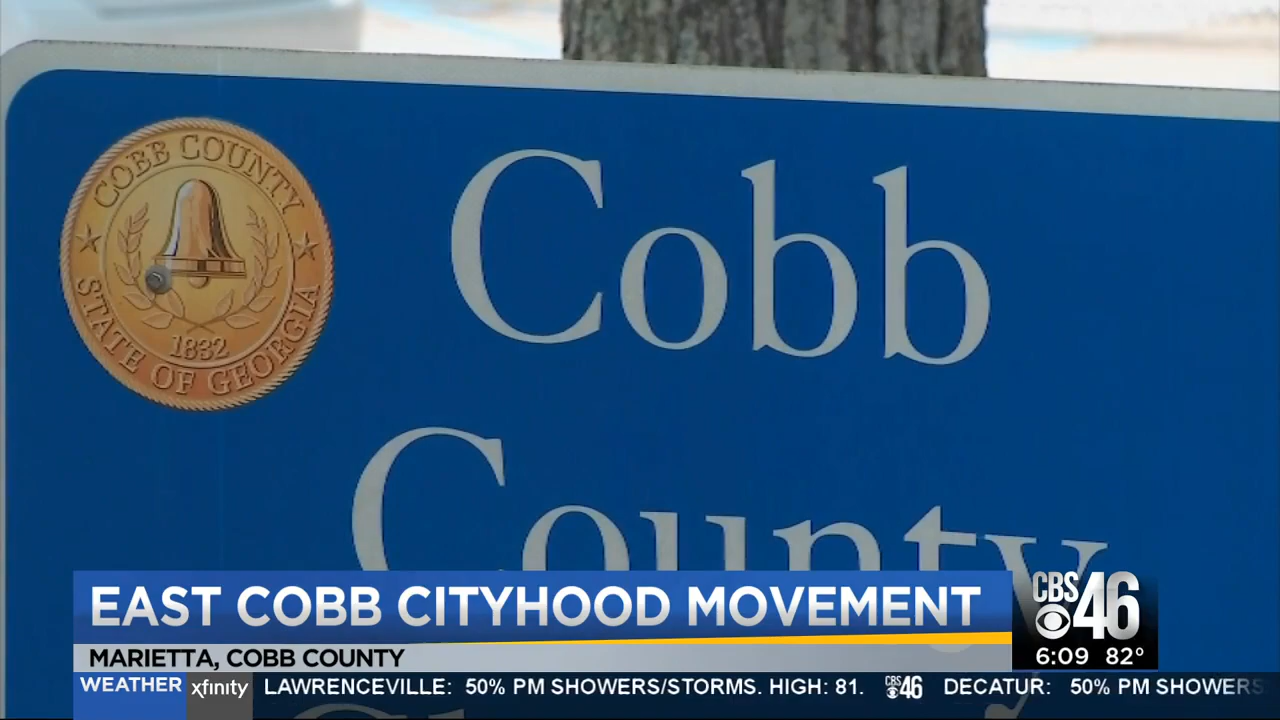 COBB COUNTY
1832
STATE OF GEORGIA
Cobb
County
EAST COBB CITYHOOD MOVEMENT
MARIETTA, COBB COUNTY
CBS 46
6:09 82°
WEATHER xfinity LAWRENCEVILLE: 50% PM SHOWERS/STORMS. HIGH: 81. CBS 46 DECATUR: 50% PM SHOWERS